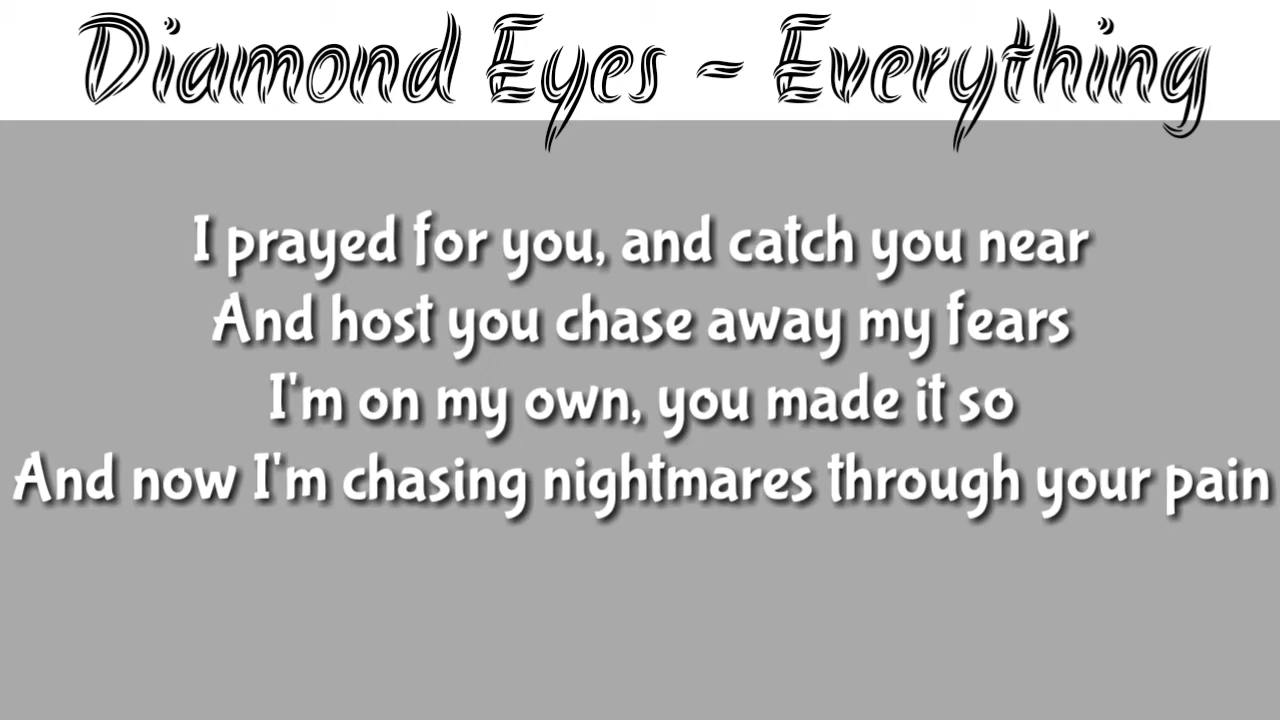 Diamond Eyes - Everything
I prayed for you, and catch you near
And host you chase away my fears
I'm on my own, you made it so
And now I'm chasing nightmares through your pain